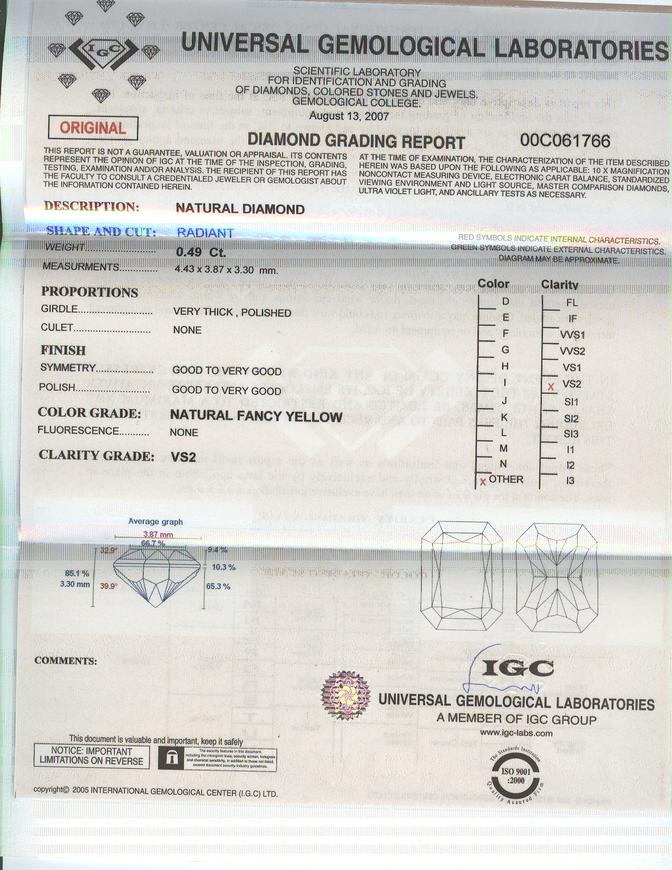 IGC
UNIVERSAL GEMOLOGICAL LABORATORIES
SCIENTIFIC LABORATORY
FOR IDENTIFICATION AND GRADING
OF DIAMONDS, COLORED STONES AND JEWELS.
GEMOLOGICAL COLLEGE.
August 13, 2007
ORIGINAL
DIAMOND GRADING REPORT
00C061766
THIS REPORT IS NOT A GUARANTEE, VALUATION OR APPRAISAL. ITS CONTENTS
REPRESENT THE OPINION OF IGC AT THE TIME OF THE INSPECTION, GRADING,
TESTING, EXAMINATION AND/OR ANALYSIS. THE RECIPIENT OF THIS REPORT HAS
THE FACULTY TO CONSULT A CREDENTIALED JEWELER OR GEMOLOGIST ABOUT
THE INFORMATION CONTAINED HEREIN.
AT THE TIME OF EXAMINATION, THE CHARACTERIZATION OF THE ITEM DESCRIBED
HEREIN WAS BASED UPON THE FOLLOWING AS APPLICABLE: 10 X MAGNIFICATION
NONCONTACT MEASURING DEVICE, ELECTRONIC CARAT BALANCE, STANDARDIZED
VIEWING ENVIRONMENT AND LIGHT SOURCE, MASTER COMPARISON DIAMONDS,
ULTRA VIOLET LIGHT, AND ANCILLARY TESTS AS NECESSARY.
DESCRIPTION: NATURAL DIAMOND
SHAPE AND CUT: RADIANT
WEIGHT.................. 0.49 Ct.
MEASURMENTS............ 4.43 x 3.87 x 3.30 mm.
RED SYMBOLS INDICATE INTERNAL CHARACTERISTICS.
GREEN SYMBOLS INDICATE EXTERNAL CHARACTERISTICS.
DIAGRAM MAY BE APPROXIMATE.
PROPORTIONS
GIRDLE.......................... VERY THICK , POLISHED
CULET........................... NONE
FINISH
SYMMETRY.................... GOOD TO VERY GOOD
POLISH.......................... GOOD TO VERY GOOD
COLOR GRADE: NATURAL FANCY YELLOW
FLUORESCENCE.......... NONE
CLARITY GRADE: VS2
Color Clarity
D FL
E IF
F VVS1
G VVS2
H VS1
I x VS2
J SI1
K SI2
L SI3
M I1
N I2
x OTHER I3
Average graph
3.87 mm
66.7 %
32.9° 9.4 %
85.1 % 10.3 %
3.30 mm 39.9° 65.3 %
COMMENTS:
IGC
UNIVERSAL GEMOLOGICAL LABORATORIES
A MEMBER OF IGC GROUP
www.igc-labs.com
This document is valuable and important, keep it safely
NOTICE: IMPORTANT
LIMITATIONS ON REVERSE
The security features in this document,
The Standards Institution
ISO 9001
:2000
Quality Assured Firm
copyright© 2005 INTERNATIONAL GEMOLOGICAL CENTER (I.G.C) LTD.